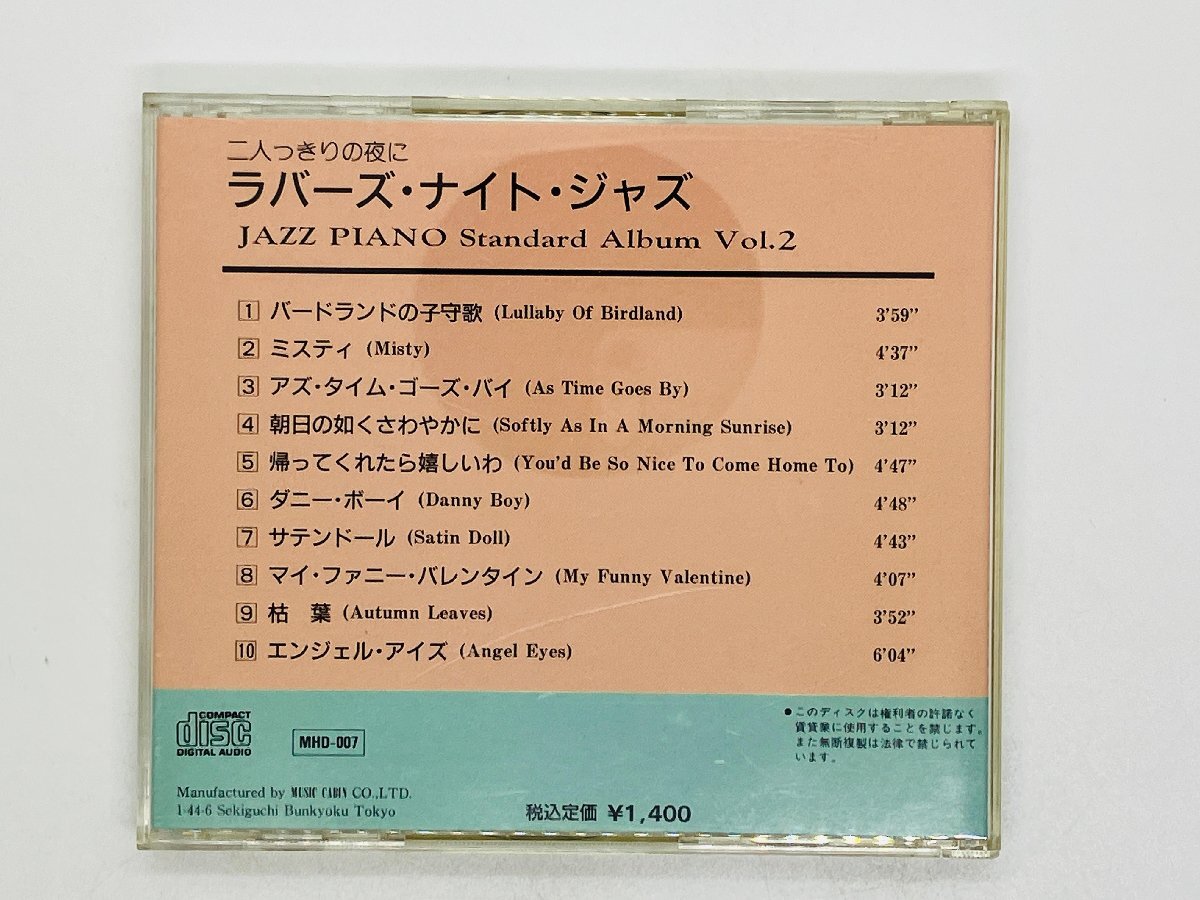 二人っきりの夜に
ラバーズ・ナイト・ジャズ
JAZZ PIANO Standard Album Vol.2
1 バードランドの子守歌 (Lullaby Of Birdland) 3'59"
2 ミスティ (Misty) 4'37"
3 アズ・タイム・ゴーズ・バイ (As Time Goes By) 3'12"
4 朝日の如くさわやかに (Softly As In A Morning Sunrise) 3'12"
5 帰ってくれたら嬉しいわ (You'd Be So Nice To Come Home To) 4'47"
6 ダニー・ボーイ (Danny Boy) 4'48"
7 サテンドール (Satin Doll) 4'43"
8 マイ・ファニー・バレンタイン (My Funny Valentine) 4'07"
9 枯 葉 (Autumn Leaves) 3'52"
10 エンジェル・アイズ (Angel Eyes) 6'04"
COMPACT
disc
DIGITAL AUDIO
MHD-007
●このディスクは権利者の許諾なく
賃貸業に使用することを禁じます。
また無断複製は法律で禁じられて
います。
Manufactured by MUSIC CABIN CO.,LTD.
1-44-6 Sekiguchi Bunkyoku Tokyo
税込定価 ¥1,400